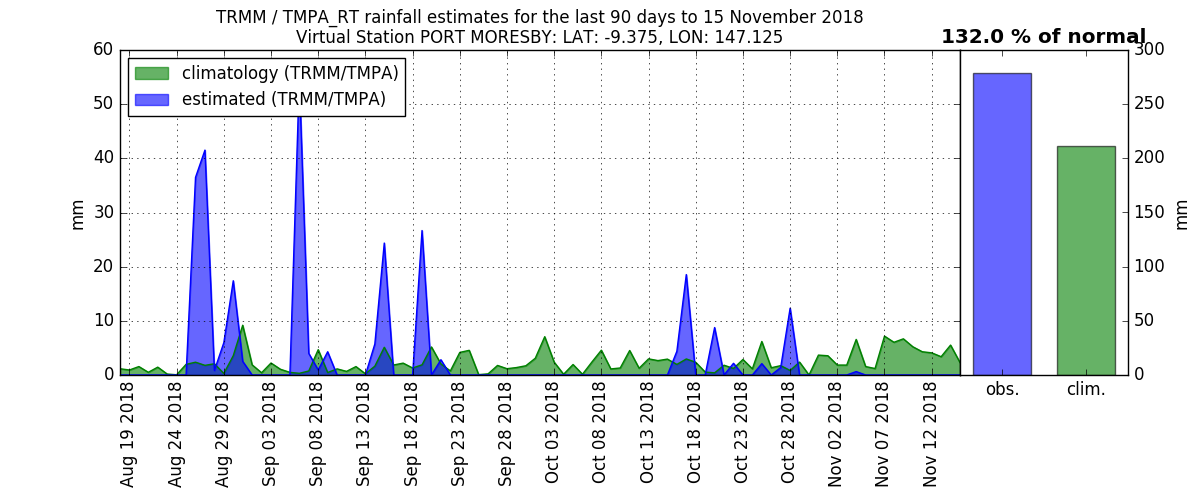 TRMM / TMPA_RT rainfall estimates for the last 90 days to 15 November 2018
Virtual Station PORT MORESBY: LAT: -9.375, LON: 147.125
132.0 % of normal
climatology (TRMM/TMPA)
estimated (TRMM/TMPA)
60
50
40
30
20
10
0
mm
Aug 19 2018
Aug 24 2018
Aug 29 2018
Sep 03 2018
Sep 08 2018
Sep 13 2018
Sep 18 2018
Sep 23 2018
Sep 28 2018
Oct 03 2018
Oct 08 2018
Oct 13 2018
Oct 18 2018
Oct 23 2018
Oct 28 2018
Nov 02 2018
Nov 07 2018
Nov 12 2018
300
250
200
150
100
50
0
mm
obs.
clim.